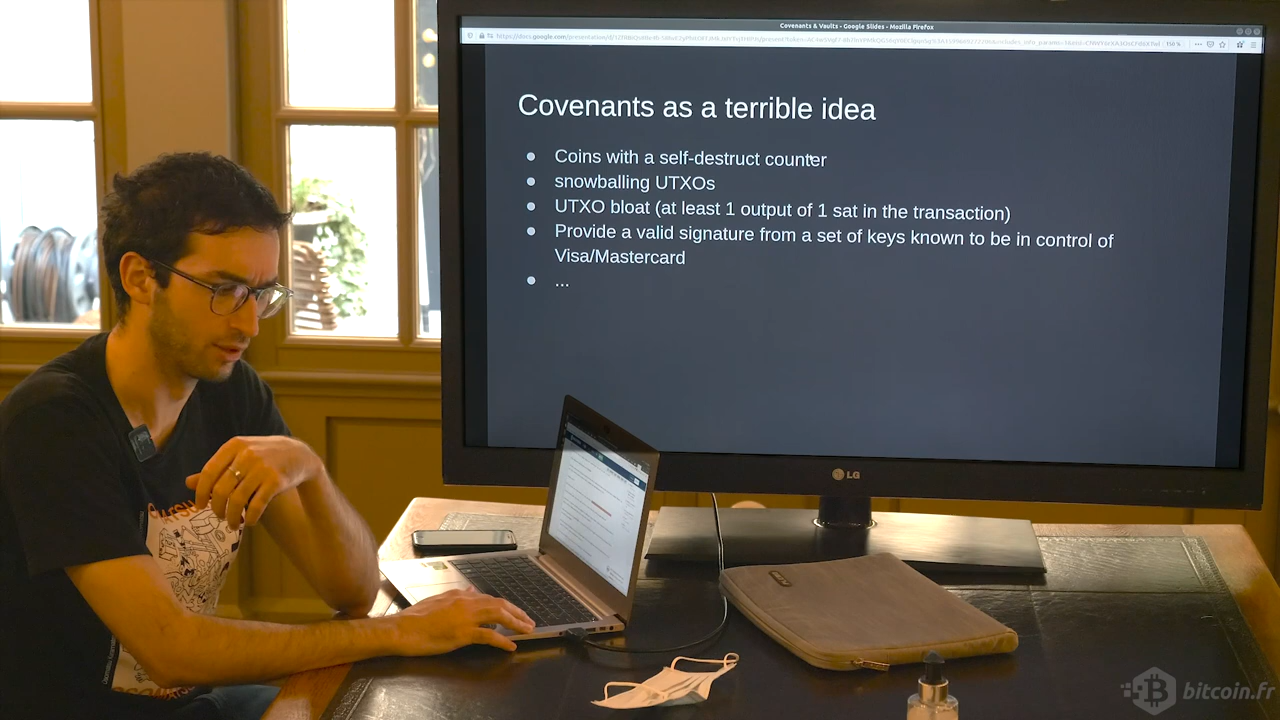 Covenants & Vaults - Google Slides - Mozilla Firefox
Covenants as a terrible idea
Coins with a self-destruct counter
snowballing UTXOs
UTXO bloat (at least 1 output of 1 sat in the transaction)
Provide a valid signature from a set of keys known to be in control of
Visa/Mastercard
...
LG
bitcoin.fr